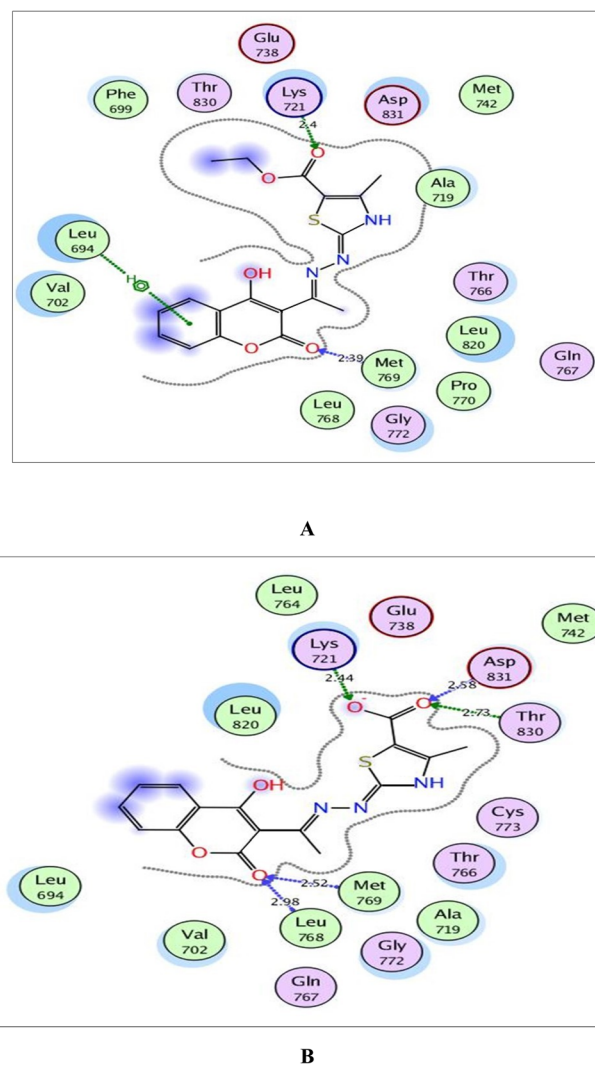 Glu
738
Phe
699
Thr
830
Lys
721
Asp
831
Met
742
2.4
O
O
Ala
719
S
NH
N
Leu
694
H
OH
N
Val
702
Thr
766
O
O
2.39
Leu
820
Met
769
Gln
767
Pro
770
Leu
768
Gly
772
A
Leu
764
Glu
738
Met
742
Lys
721
Asp
831
2.44
2.58
O-
O
2.73
Thr
830
Leu
820
S
NH
OH
N
N
Cys
773
O
O
Thr
766
2.52
Leu
694
2.98
Met
769
Ala
719
Leu
768
Val
702
Gly
772
Gln
767
B